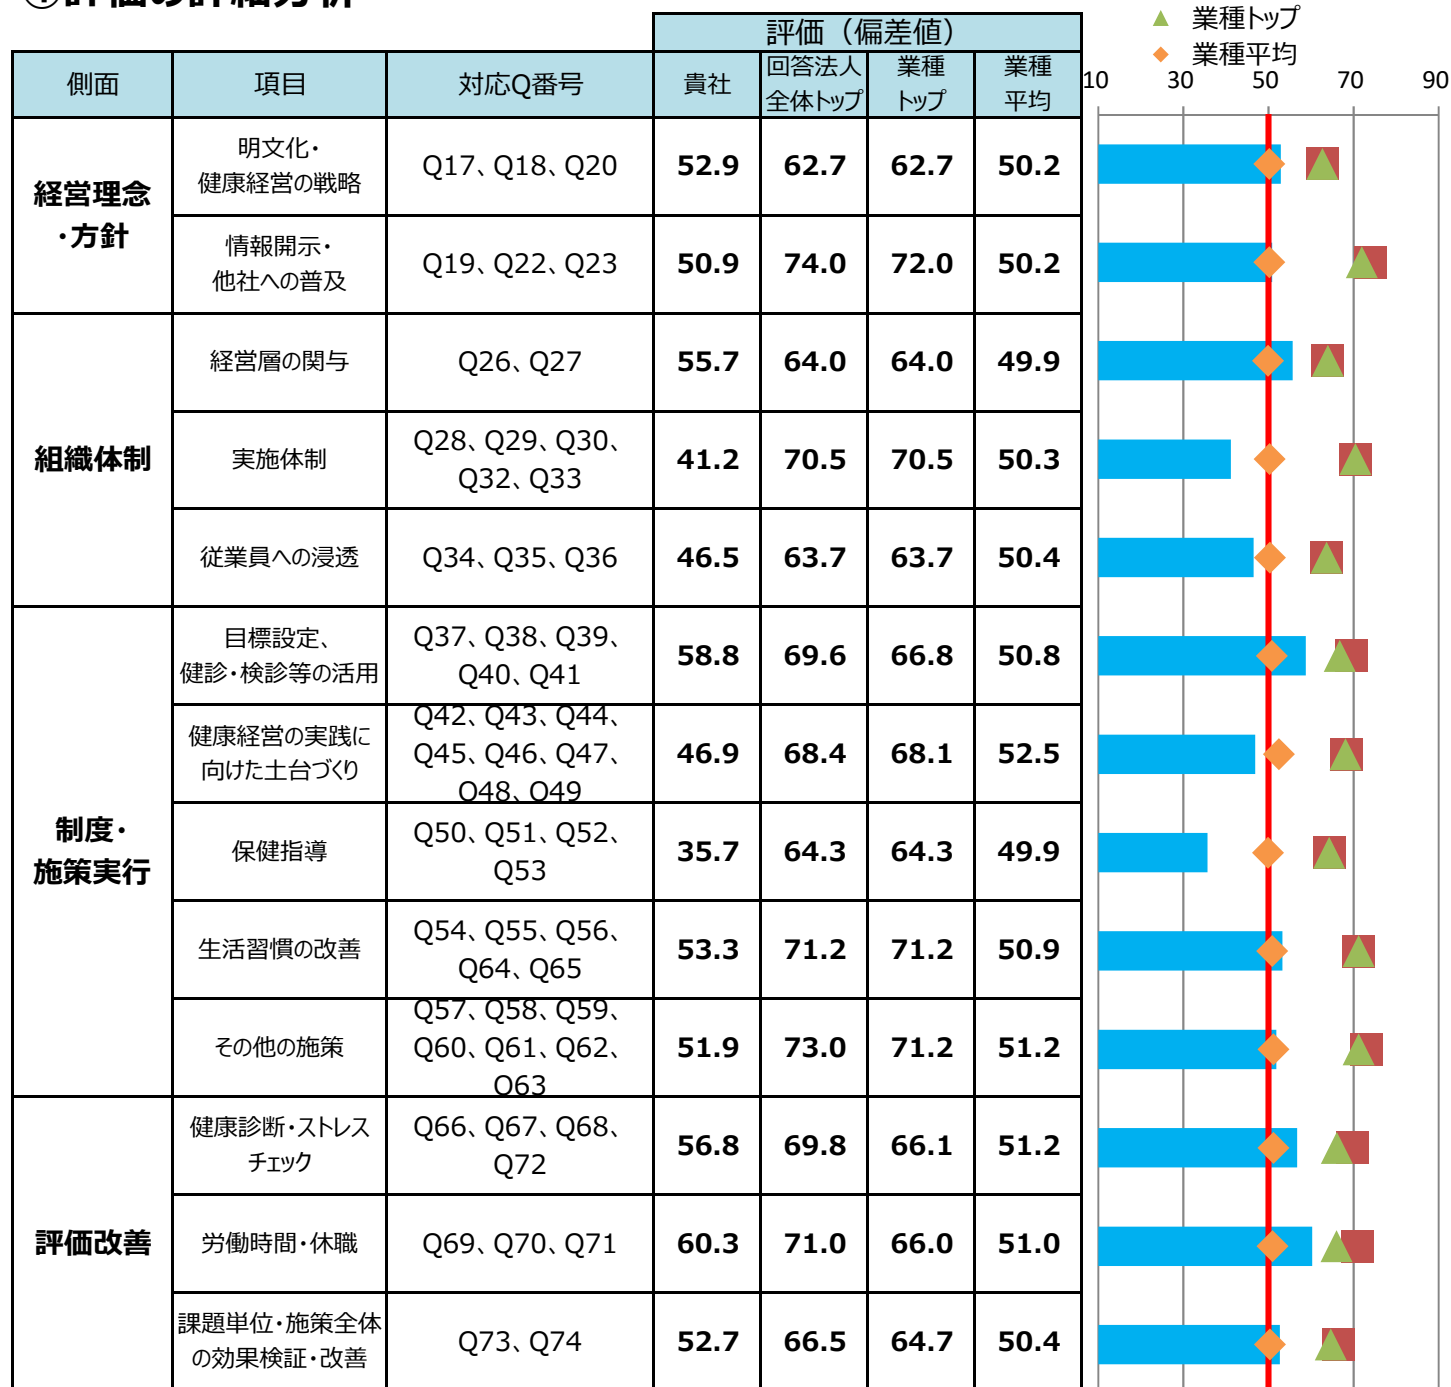 ①評価の詳細分析
業種トップ
業種平均
評価（偏差値）
側面 項目 対応Q番号 貴社 回答法人 業種 業種
全体トップ トップ 平均
10 30 50 70 90
経営理念
・方針
明文化・
健康経営の戦略
Q17、Q18、Q20 52.9 62.7 62.7 50.2
情報開示・
他社への普及
Q19、Q22、Q23 50.9 74.0 72.0 50.2
組織体制
経営層の関与 Q26、Q27 55.7 64.0 64.0 49.9
実施体制
Q28、Q29、Q30、
Q32、Q33
41.2 70.5 70.5 50.3
従業員への浸透 Q34、Q35、Q36 46.5 63.7 63.7 50.4
制度・
施策実行
目標設定、
健診・検診等の活用
Q37、Q38、Q39、
Q40、Q41
58.8 69.6 66.8 50.8
健康経営の実践に
向けた土台づくり
Q42、Q43、Q44、
Q45、Q46、Q47、
Q48、Q49
46.9 68.4 68.1 52.5
保健指導
Q50、Q51、Q52、
Q53
35.7 64.3 64.3 49.9
生活習慣の改善
Q54、Q55、Q56、
Q64、Q65
53.3 71.2 71.2 50.9
その他の施策
Q57、Q58、Q59、
Q60、Q61、Q62、
Q63
51.9 73.0 71.2 51.2
評価改善
健康診断・ストレス
チェック
Q66、Q67、Q68、
Q72
56.8 69.8 66.1 51.2
労働時間・休職 Q69、Q70、Q71 60.3 71.0 66.0 51.0
課題単位・施策全体
の効果検証・改善
Q73、Q74 52.7 66.5 64.7 50.4